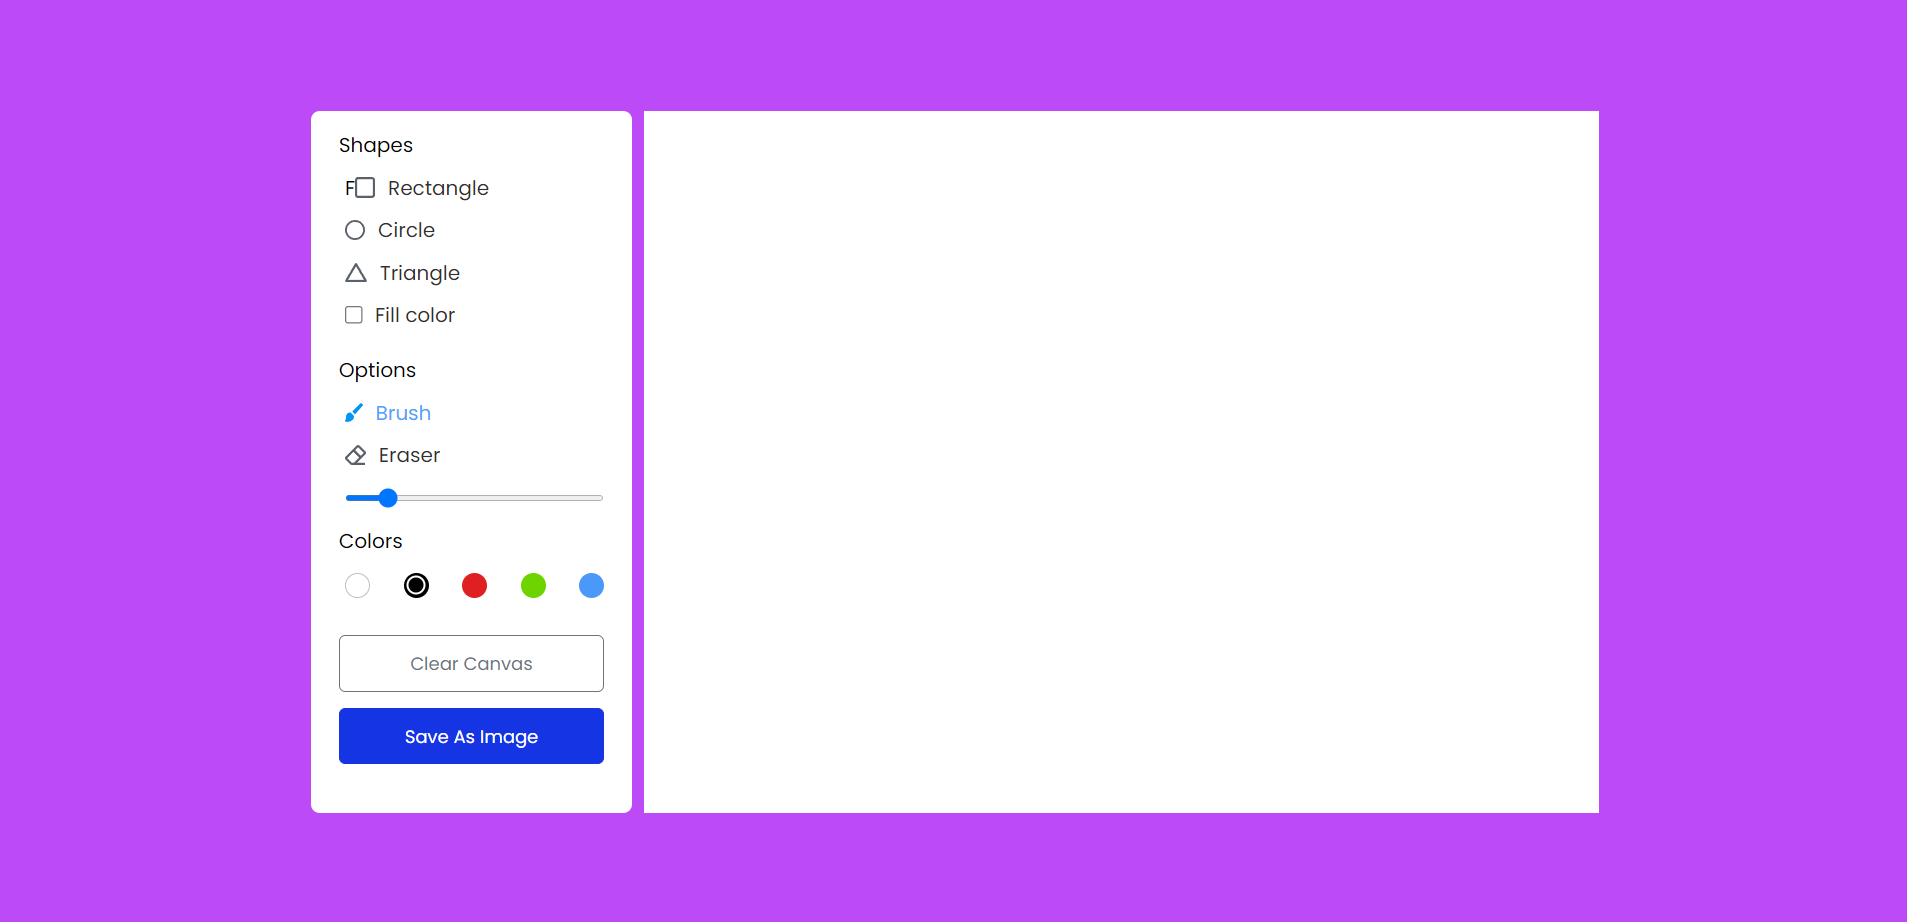 Shapes
F Rectangle
Circle
Triangle
Fill color
Options
Brush
Eraser
Colors
Clear Canvas
Save As Image